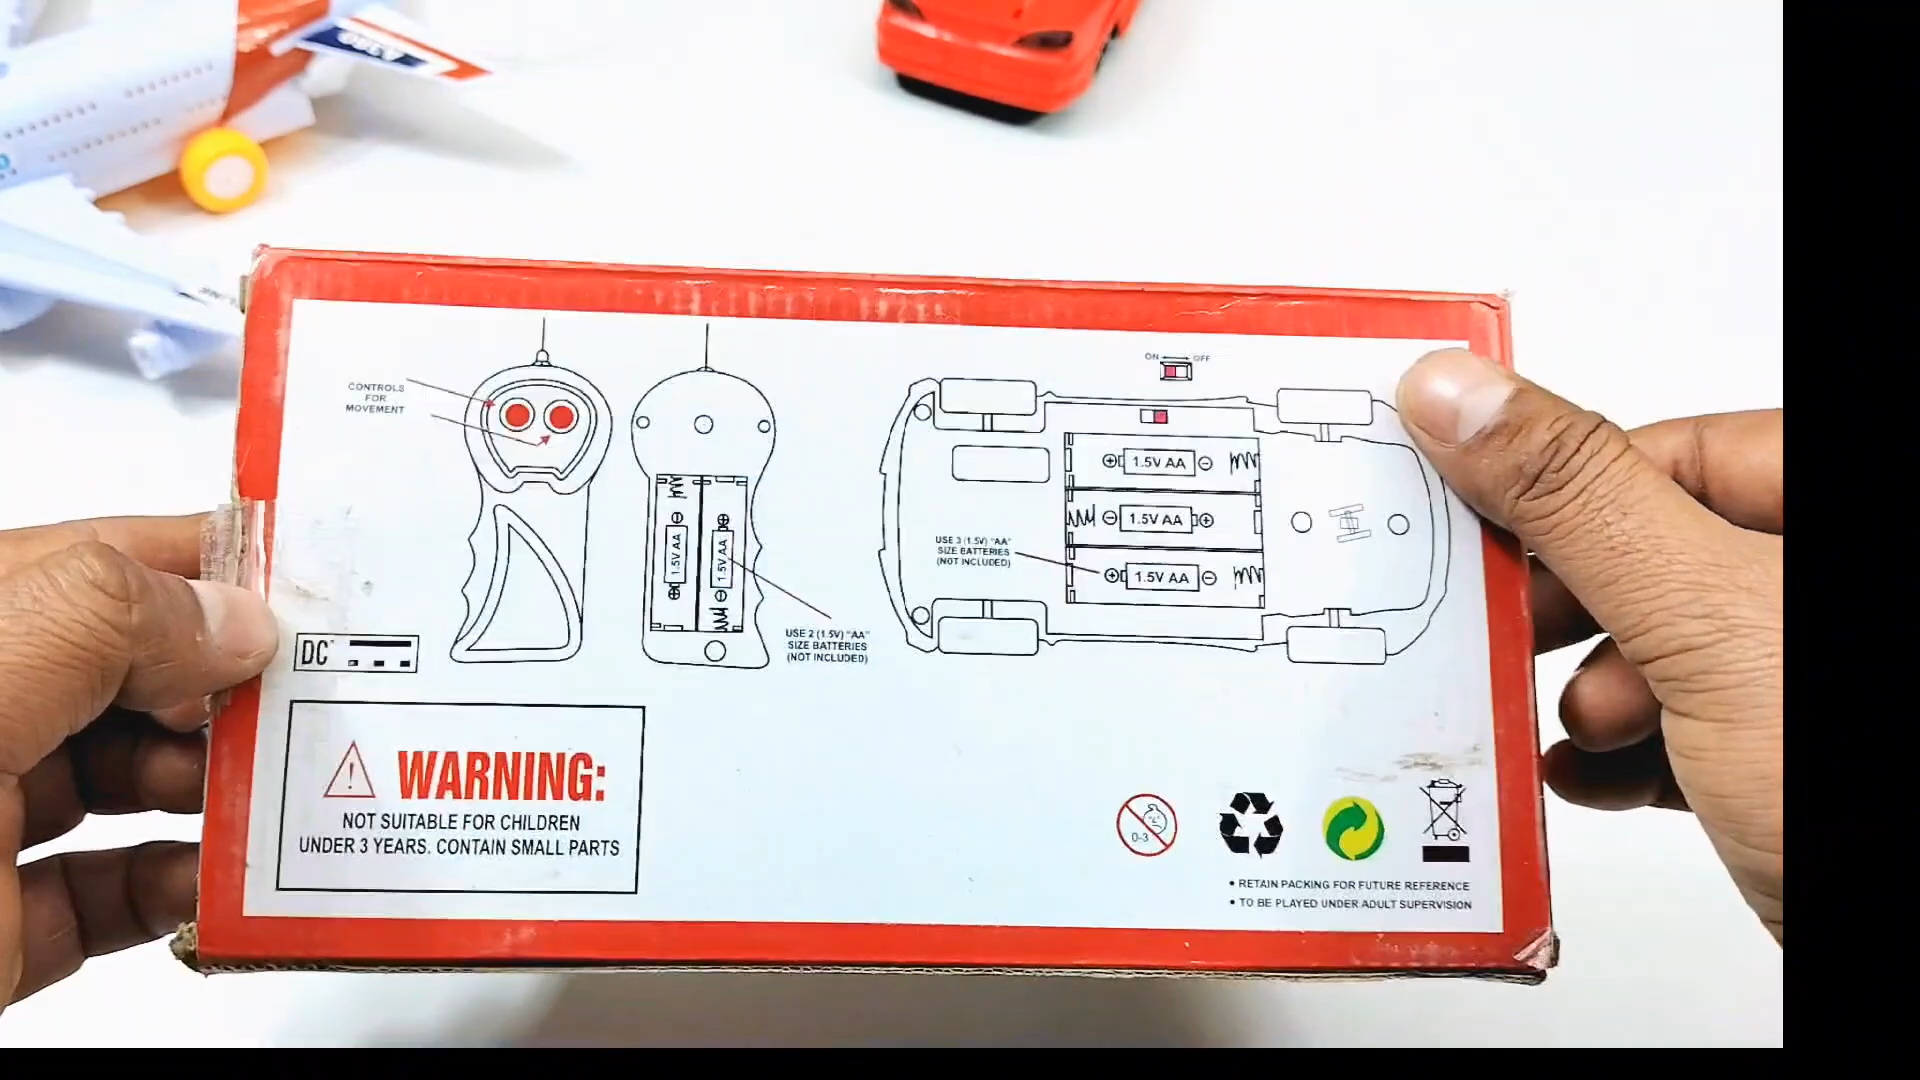 A380
ON OFF
CONTROLS
FOR
MOVEMENT
1.5V AA
1.5V AA
1.5V AA
1.5V AA
1.5V AA
USE 3 (1.5V) "AA"
SIZE BATTERIES
(NOT INCLUDED)
USE 2 (1.5V) "AA"
SIZE BATTERIES
(NOT INCLUDED)
DC
WARNING:
NOT SUITABLE FOR CHILDREN
UNDER 3 YEARS. CONTAIN SMALL PARTS
0-3
• RETAIN PACKING FOR FUTURE REFERENCE
• TO BE PLAYED UNDER ADULT SUPERVISION